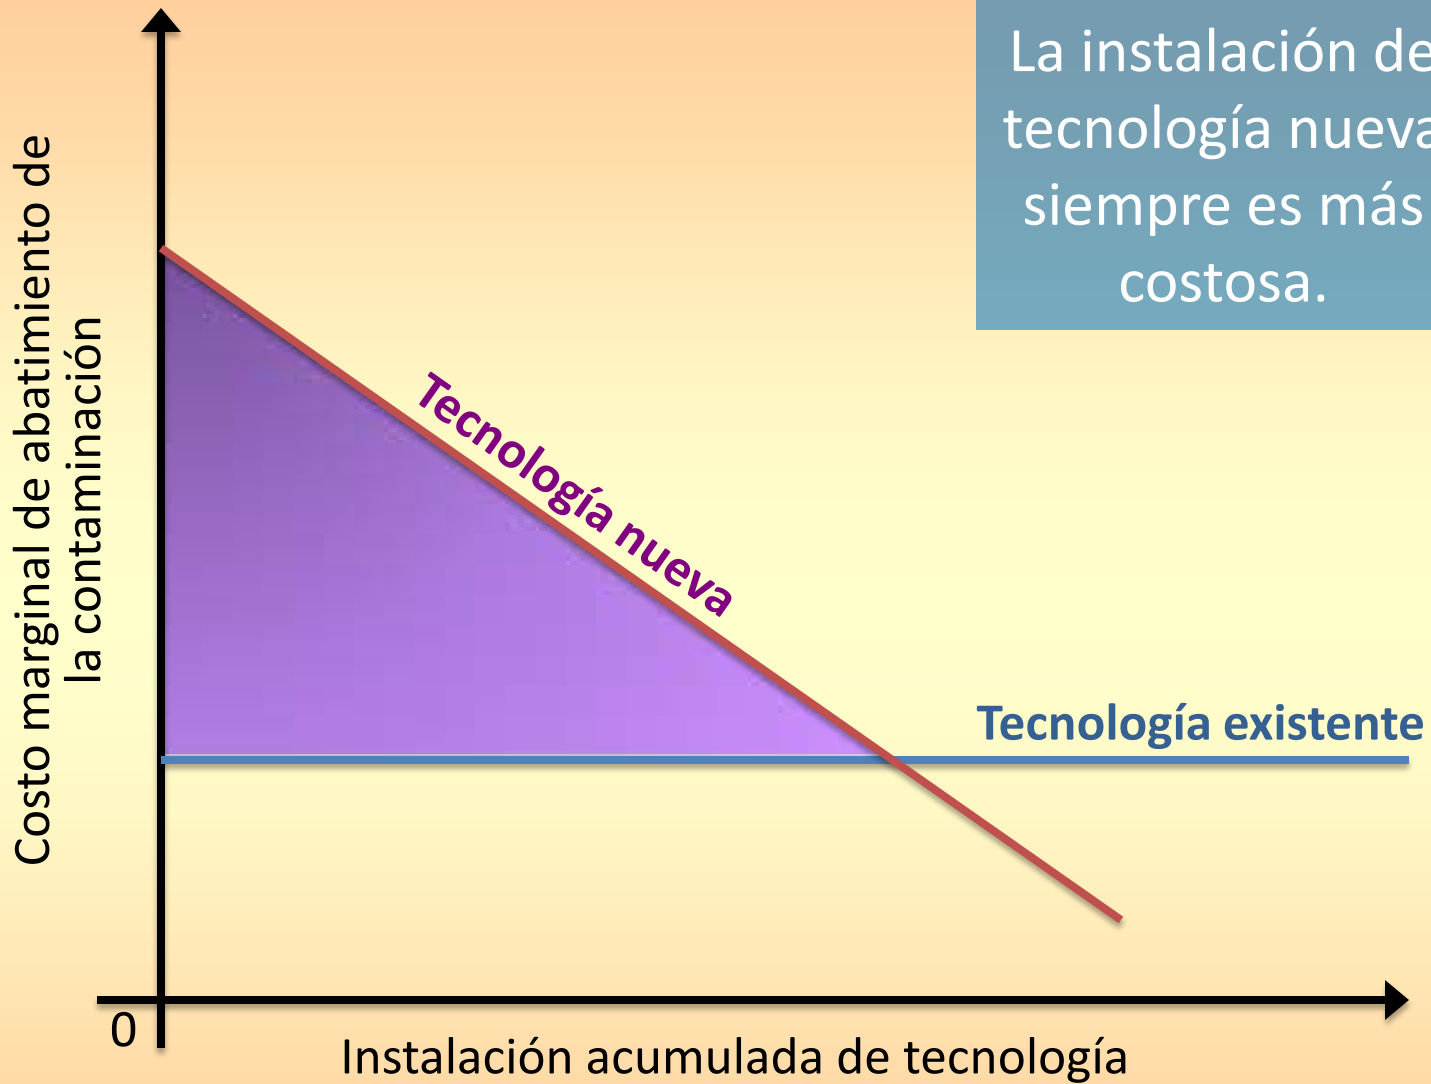 La instalación de
tecnología nueva
siempre es más
costosa.
Costo marginal de abatimiento de
la contaminación
Tecnología nueva
Tecnología existente
0
Instalación acumulada de tecnología